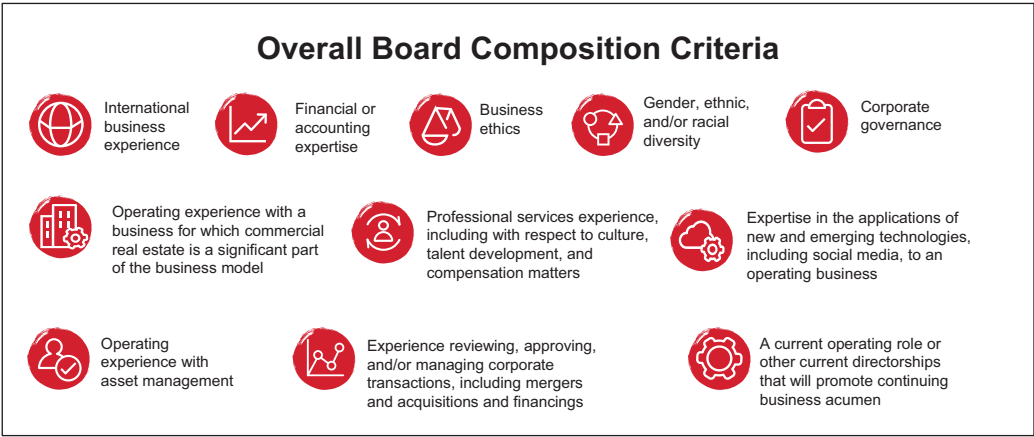 Overall Board Composition Criteria
International
business
experience
Financial or
accounting
expertise
Business
ethics
Gender, ethnic,
and/or racial
diversity
Corporate
governance
Operating experience with a
business for which commercial
real estate is a significant part
of the business model
Professional services experience,
including with respect to culture,
talent development, and
compensation matters
Expertise in the applications of
new and emerging technologies,
including social media, to an
operating business
Operating
experience with
asset management
Experience reviewing, approving,
and/or managing corporate
transactions, including mergers
and acquisitions and financings
A current operating role or
other current directorships
that will promote continuing
business acumen